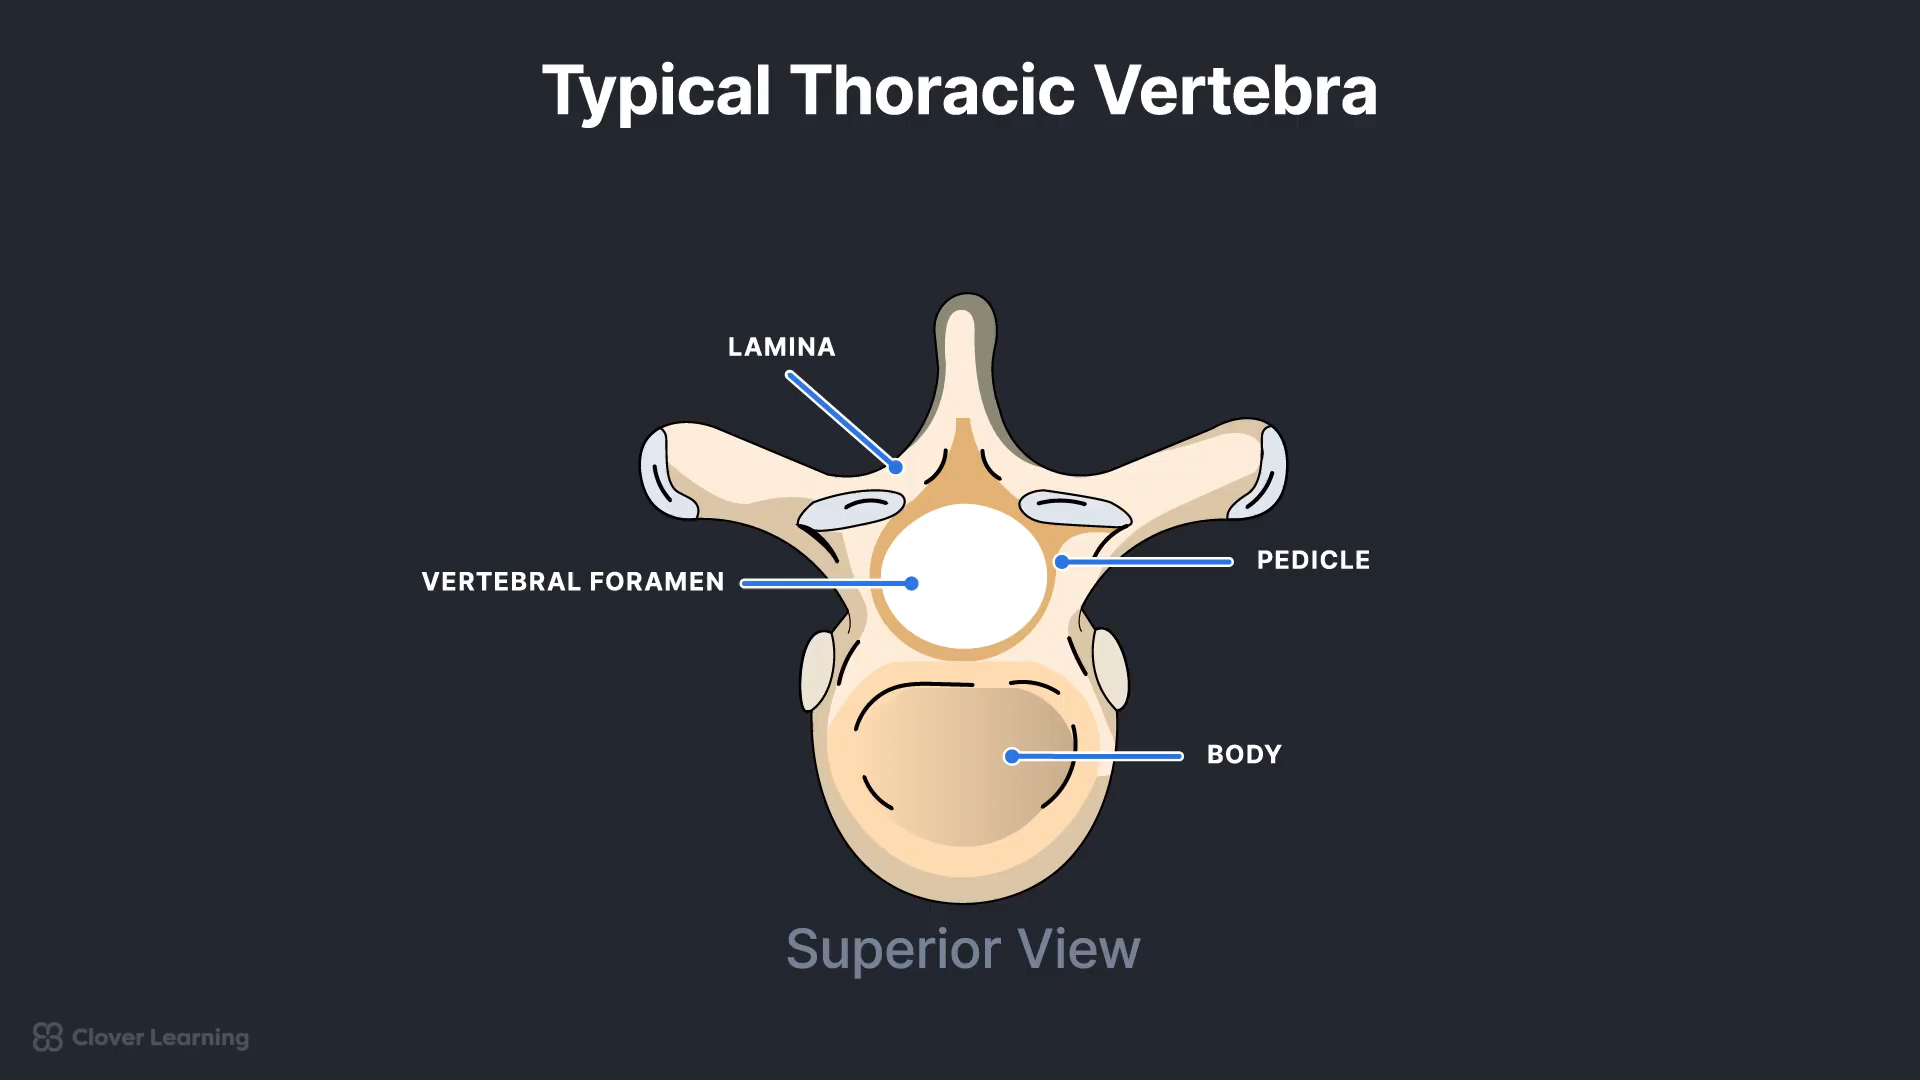 Typical Thoracic Vertebra
LAMINA
PEDICLE
VERTEBRAL FORAMEN
BODY
Superior View
Clover Learning